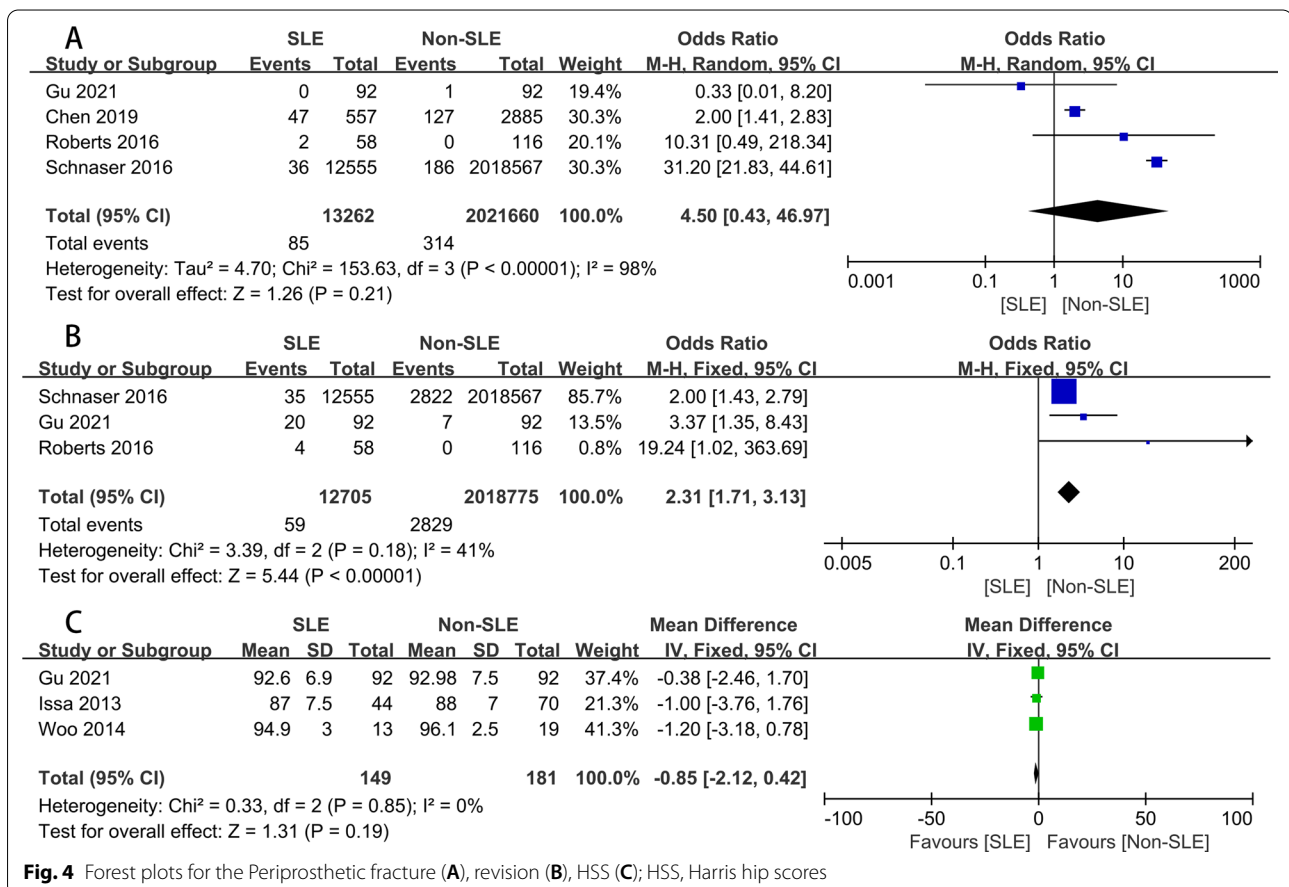 A
SLE Non-SLE Odds Ratio Odds Ratio
Study or Subgroup Events Total Events Total Weight M-H, Random, 95% CI M-H, Random, 95% CI
Gu 2021 0 92 1 92 19.4% 0.33 [0.01, 8.20]
Chen 2019 47 557 127 2885 30.3% 2.00 [1.41, 2.83]
Roberts 2016 2 58 0 116 20.1% 10.31 [0.49, 218.34]
Schnaser 2016 36 12555 186 2018567 30.3% 31.20 [21.83, 44.61]
Total (95% CI) 13262 2021660 100.0% 4.50 [0.43, 46.97]
Total events 85 314
Heterogeneity: Tau² = 4.70; Chi² = 153.63, df = 3 (P < 0.00001); I² = 98%
Test for overall effect: Z = 1.26 (P = 0.21)
0.001 0.1 1 10 1000
[SLE] [Non-SLE]
B
SLE Non-SLE Odds Ratio Odds Ratio
Study or Subgroup Events Total Events Total Weight M-H, Fixed, 95% CI M-H, Fixed, 95% CI
Schnaser 2016 35 12555 2822 2018567 85.7% 2.00 [1.43, 2.79]
Gu 2021 20 92 7 92 13.5% 3.37 [1.35, 8.43]
Roberts 2016 4 58 0 116 0.8% 19.24 [1.02, 363.69]
Total (95% CI) 12705 2018775 100.0% 2.31 [1.71, 3.13]
Total events 59 2829
Heterogeneity: Chi² = 3.39, df = 2 (P = 0.18); I² = 41%
Test for overall effect: Z = 5.44 (P < 0.00001)
0.005 0.1 1 10 200
[SLE] [Non-SLE]
C
SLE Non-SLE Mean Difference Mean Difference
Study or Subgroup Mean SD Total Mean SD Total Weight IV, Fixed, 95% CI IV, Fixed, 95% CI
Gu 2021 92.6 6.9 92 92.98 7.5 92 37.4% -0.38 [-2.46, 1.70]
Issa 2013 87 7.5 44 88 7 70 21.3% -1.00 [-3.76, 1.76]
Woo 2014 94.9 3 13 96.1 2.5 19 41.3% -1.20 [-3.18, 0.78]
Total (95% CI) 149 181 100.0% -0.85 [-2.12, 0.42]
Heterogeneity: Chi² = 0.33, df = 2 (P = 0.85); I² = 0%
Test for overall effect: Z = 1.31 (P = 0.19)
-100 -50 0 50 100
Favours [SLE] Favours [Non-SLE]
Fig. 4 Forest plots for the Periprosthetic fracture (A), revision (B), HSS (C); HSS, Harris hip scores